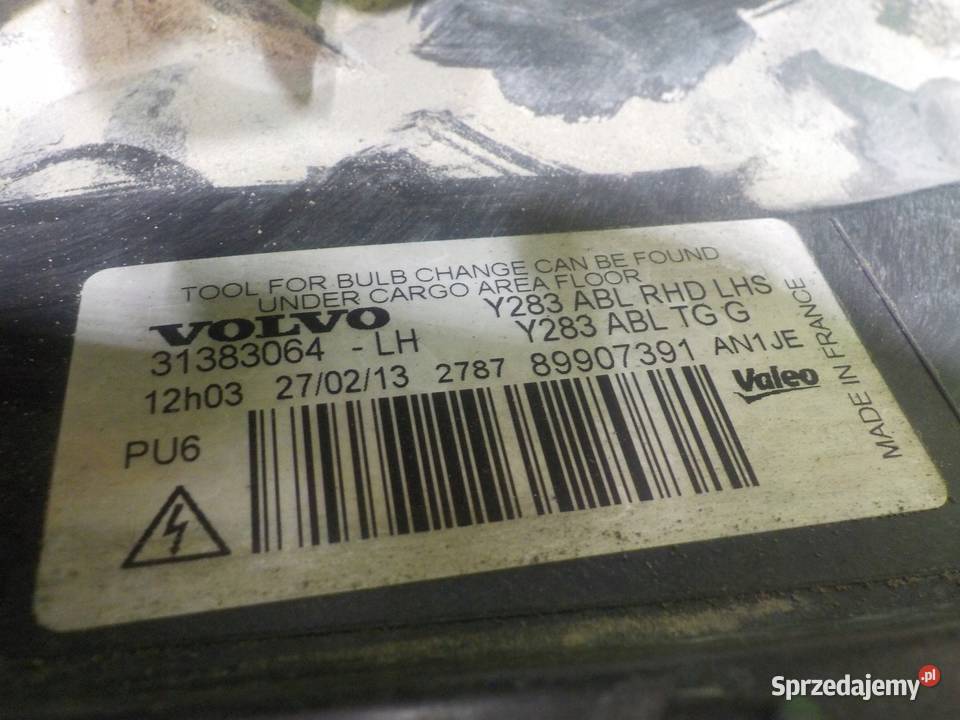 TOOL FOR BULB CHANGE CAN BE FOUND
UNDER CARGO AREA FLOOR
VOLVO Y283 ABL RHD LHS
31383064 - LH Y283 ABL TG G
12h03 27/02/13 2787 89907391 AN1JE
Valeo
PU6
MADE IN FRANCE
Sprzedajemy.pl